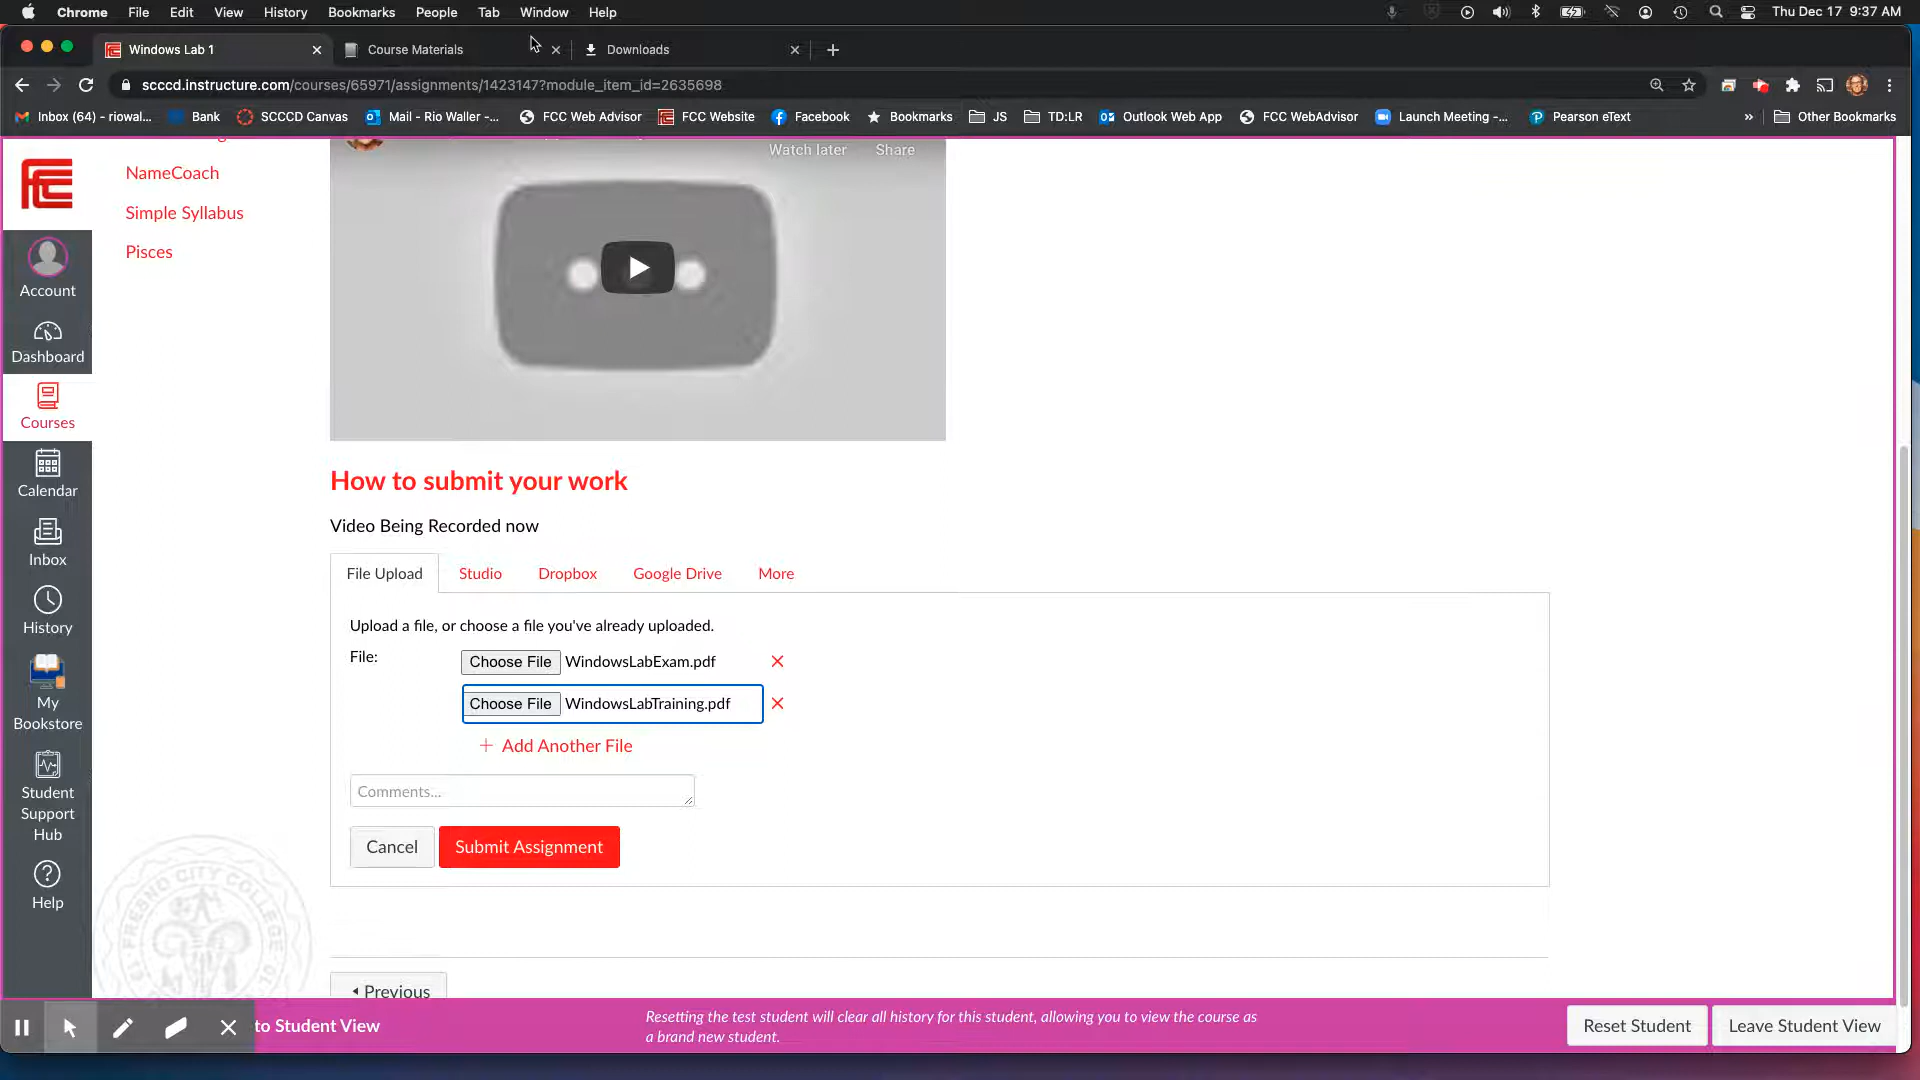 Chrome File Edit View History Bookmarks People Tab Window Help Thu Dec 17 9:37 AM
Windows Lab 1 Course Materials Downloads
scccd.instructure.com/courses/65971/assignments/1423147?module_item_id=2635698
Inbox (64) - riowal... Bank SCCCD Canvas Mail - Rio Waller -... FCC Web Advisor FCC Website Facebook Bookmarks JS TD:LR Outlook Web App FCC WebAdvisor Launch Meeting -... Pearson eText » Other Bookmarks
Watch later Share
NameCoach
Simple Syllabus
Pisces
Account
Dashboard
Courses
Calendar
Inbox
History
My
Bookstore
Student
Support
Hub
Help
How to submit your work
Video Being Recorded now
File Upload Studio Dropbox Google Drive More
Upload a file, or choose a file you've already uploaded.
File: Choose File WindowsLabExam.pdf
Choose File WindowsLabTraining.pdf
+ Add Another File
Comments...
Cancel Submit Assignment
Previous
to Student View
Resetting the test student will clear all history for this student, allowing you to view the course as
a brand new student.
Reset Student Leave Student View